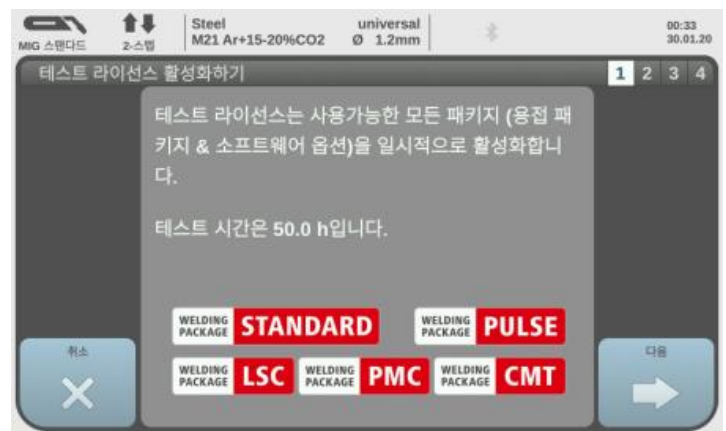 MIG 스탠다드
2-스텝
Steel universal
M21 Ar+15-20%CO2 Ø 1.2mm
00:33
30.01.20
테스트 라이선스 활성화하기
1 2 3 4
테스트 라이선스는 사용가능한 모든 패키지 (용접 패
키지 & 소프트웨어 옵션)을 일시적으로 활성화합니
다.
테스트 시간은 50.0 h입니다.
WELDING PACKAGE STANDARD
WELDING PACKAGE PULSE
WELDING PACKAGE LSC
WELDING PACKAGE PMC
WELDING PACKAGE CMT
취소
다음